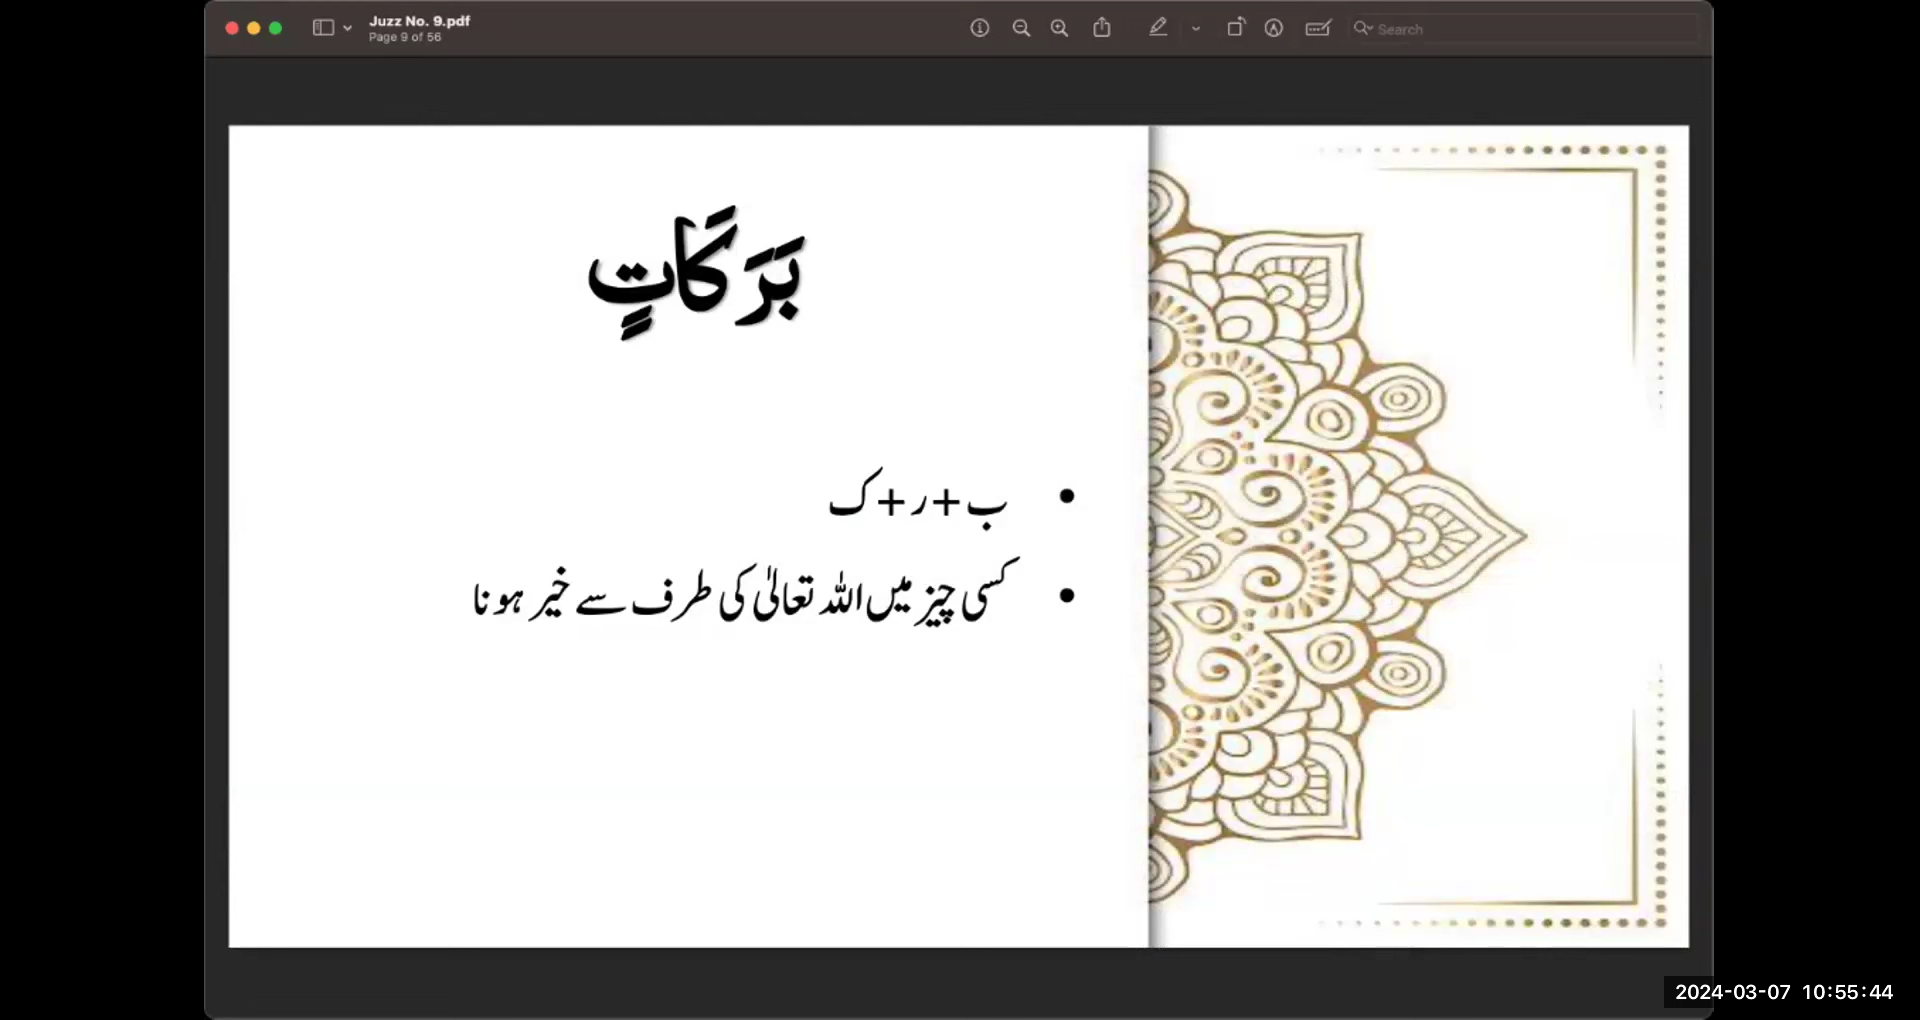 Juzz No. 9.pdf
Page 9 of 56
Search
بَرَكَاتٍ
• ب+ر+ک
• کسی چیز میں اللہ تعالیٰ کی طرف سے خیر ہونا
2024-03-07 10:55:44